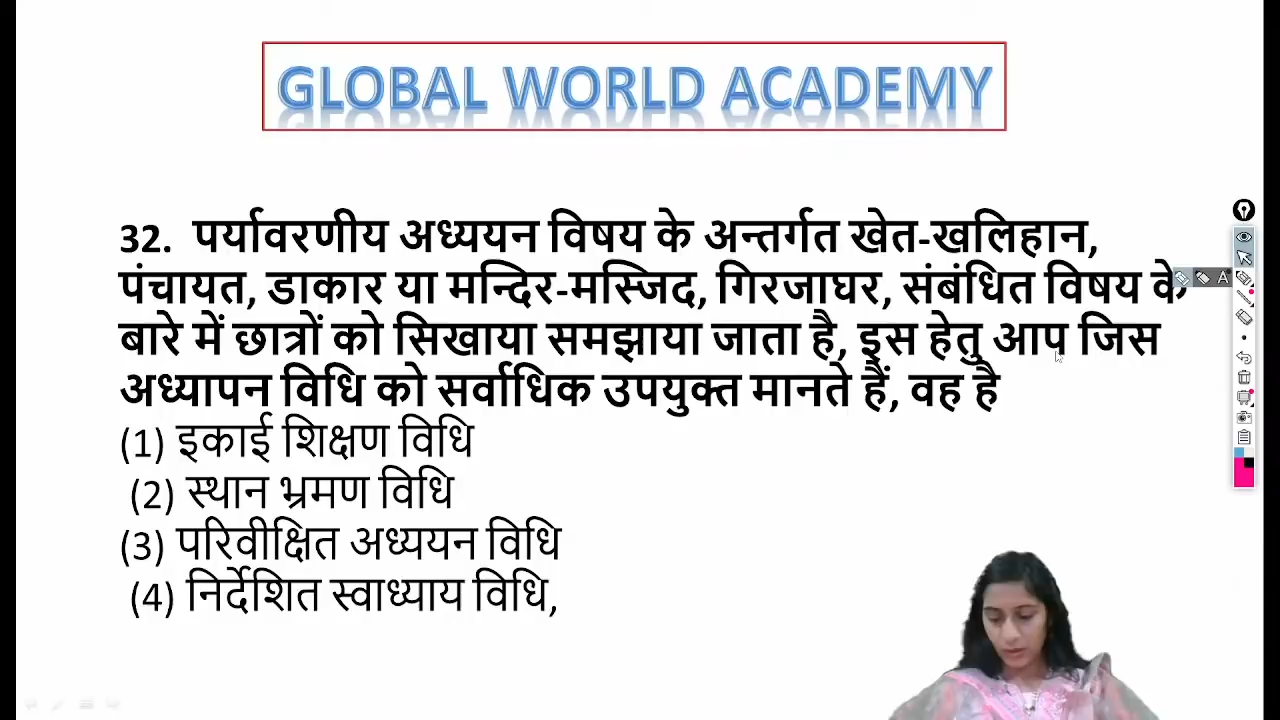 GLOBAL WORLD ACADEMY
32. पर्यावरणीय अध्ययन विषय के अन्तर्गत खेत-खलिहान,
पंचायत, डाकार या मन्दिर-मस्जिद, गिरजाघर, संबंधित विषय के
बारे में छात्रों को सिखाया समझाया जाता है, इस हेतु आप जिस
अध्यापन विधि को सर्वाधिक उपयुक्त मानते हैं, वह है
(1) इकाई शिक्षण विधि
(2) स्थान भ्रमण विधि
(3) परिवीक्षित अध्ययन विधि
(4) निर्देशित स्वाध्याय विधि,
A